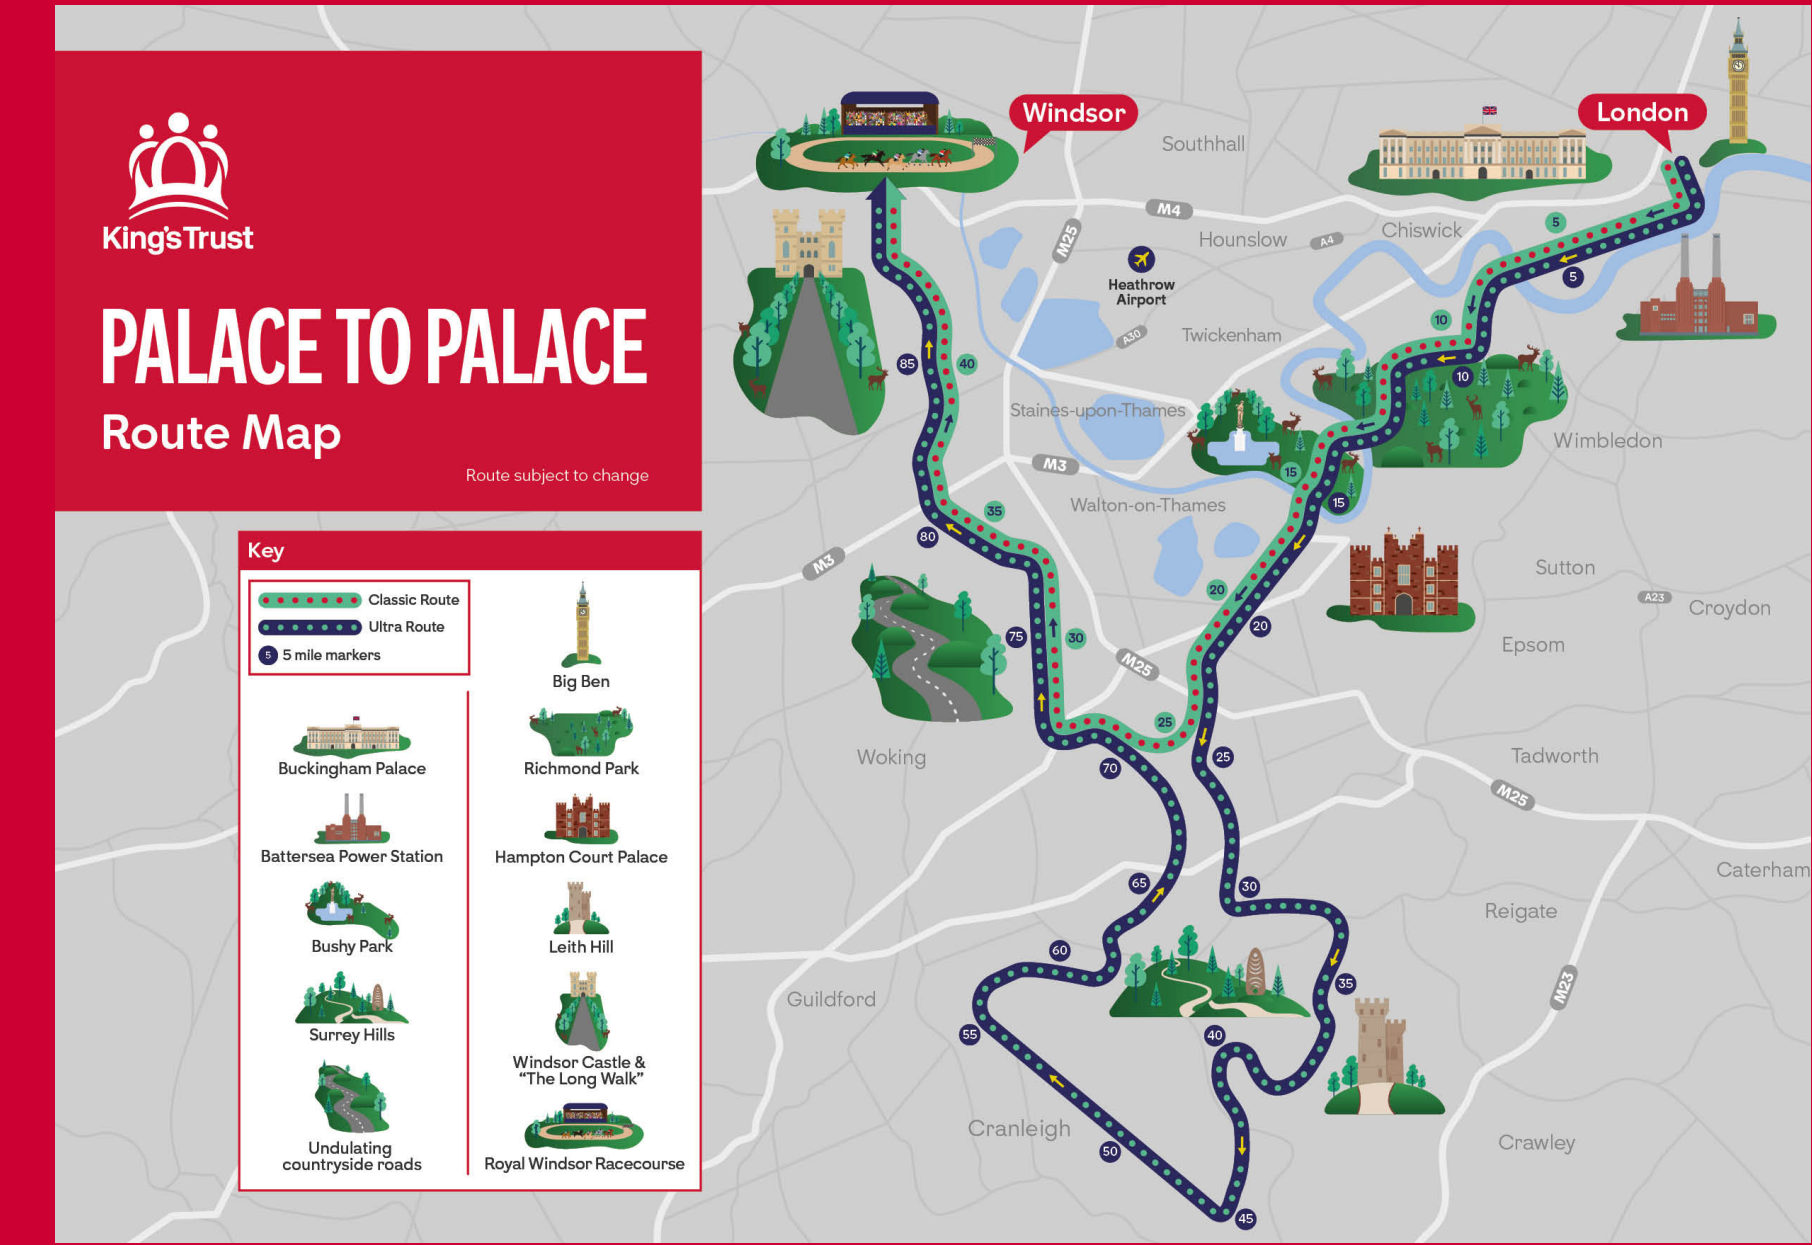 King'sTrust
PALACE TO PALACE
Route Map
Route subject to change
Key
Classic Route
Ultra Route
5
5 mile markers
Big Ben
Buckingham Palace
Richmond Park
Battersea Power Station
Hampton Court Palace
Bushy Park
Leith Hill
Surrey Hills
Windsor Castle &
“The Long Walk”
Undulating
countryside roads
Royal Windsor Racecourse
Windsor
London
Southhall
M4
M25
Hounslow
A4
Chiswick
5
5
Heathrow
Airport
A30
Twickenham
10
10
85
40
Staines-upon-Thames
Wimbledon
M3
15
15
Walton-on-Thames
35
80
M3
Sutton
20
A23
Croydon
20
75
30
Epsom
M25
25
Woking
70
25
Tadworth
M25
Caterham
65
30
Reigate
60
35
M23
Guildford
55
40
Cranleigh
50
Crawley
45